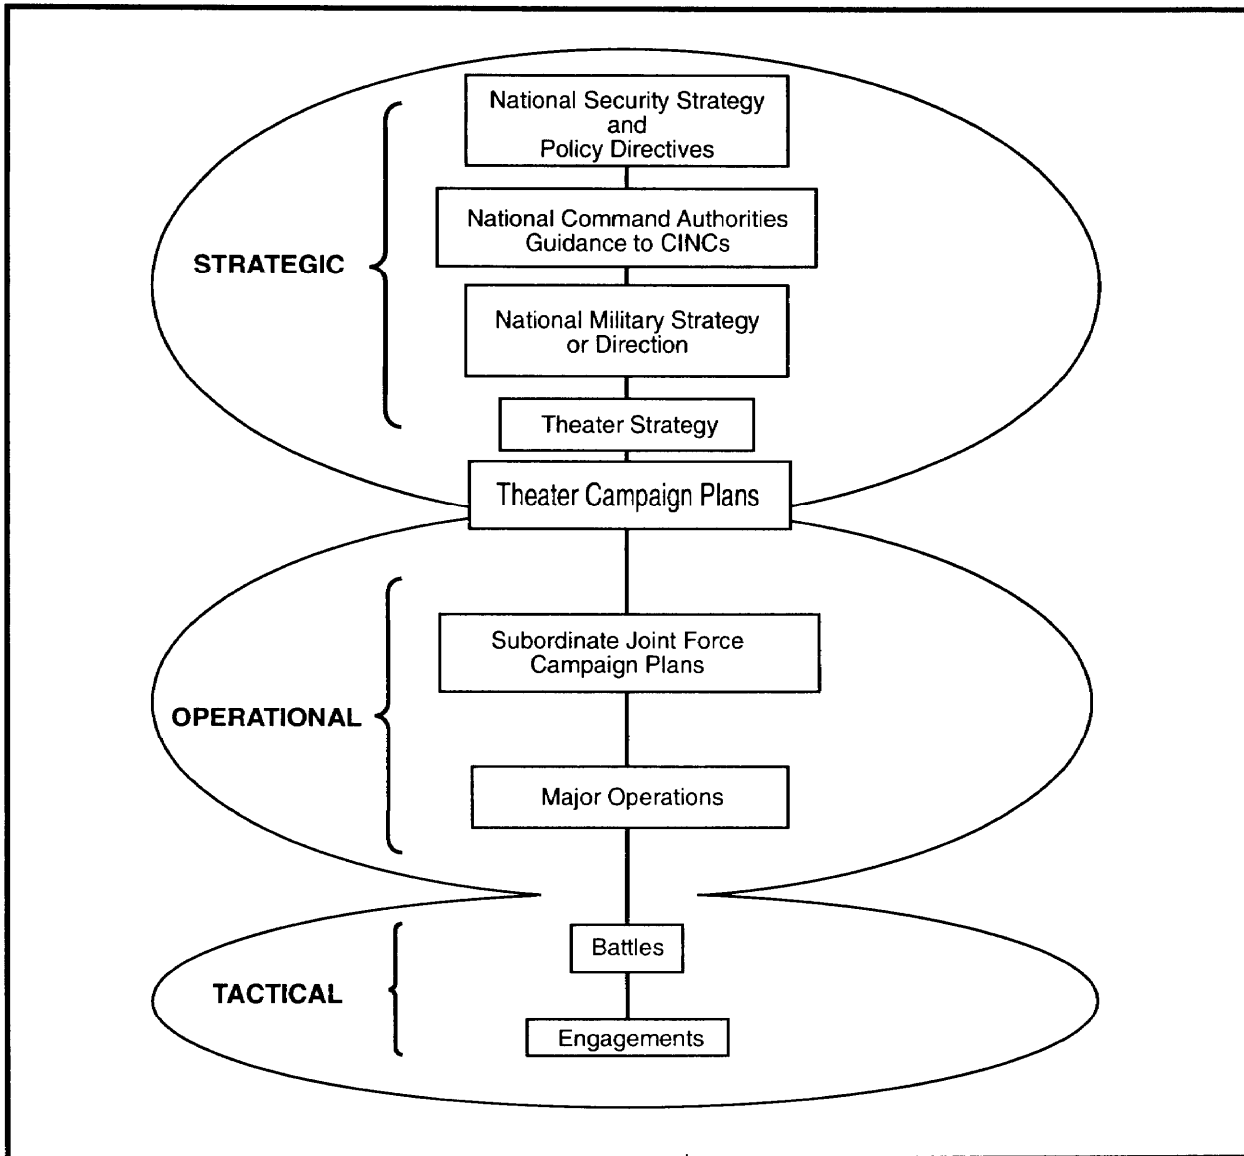 National Security Strategy
and
Policy Directives
National Command Authorities
Guidance to CINCs
STRATEGIC
National Military Strategy
or Direction
Theater Strategy
Theater Campaign Plans
Subordinate Joint Force
Campaign Plans
OPERATIONAL
Major Operations
Battles
TACTICAL
Engagements